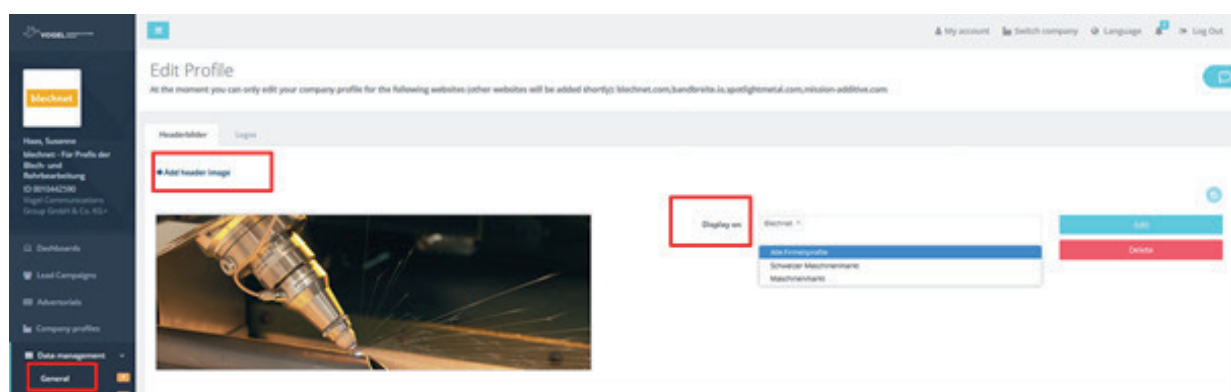 VOGEL
My account Switch company Language Log Out
Edit Profile
At the moment you can only edit your company profile for the following websites (other websites will be added shortly): blechnet.com,bandbreite.io,spotlightmetal.com,mission-additive.com
blechnet
Haas, Susanne
blechnet - Für Profis der
Blech- und
Rohrbearbeitung
ID 0010442590
Vogel Communications
Group GmbH & Co. KG
Headerbilder Logos
Add header image
Display on Blechnet ×
Alle Firmenprofile
Schweizer Maschinenmarkt
Maschinenmarkt
Edit
Delete
Dashboards
Lead Campaigns
Advertorials
Company profiles
Data management
General